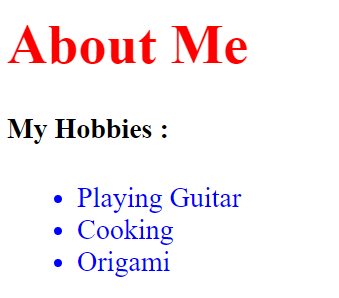 About Me
My Hobbies :
• Playing Guitar
• Cooking
• Origami